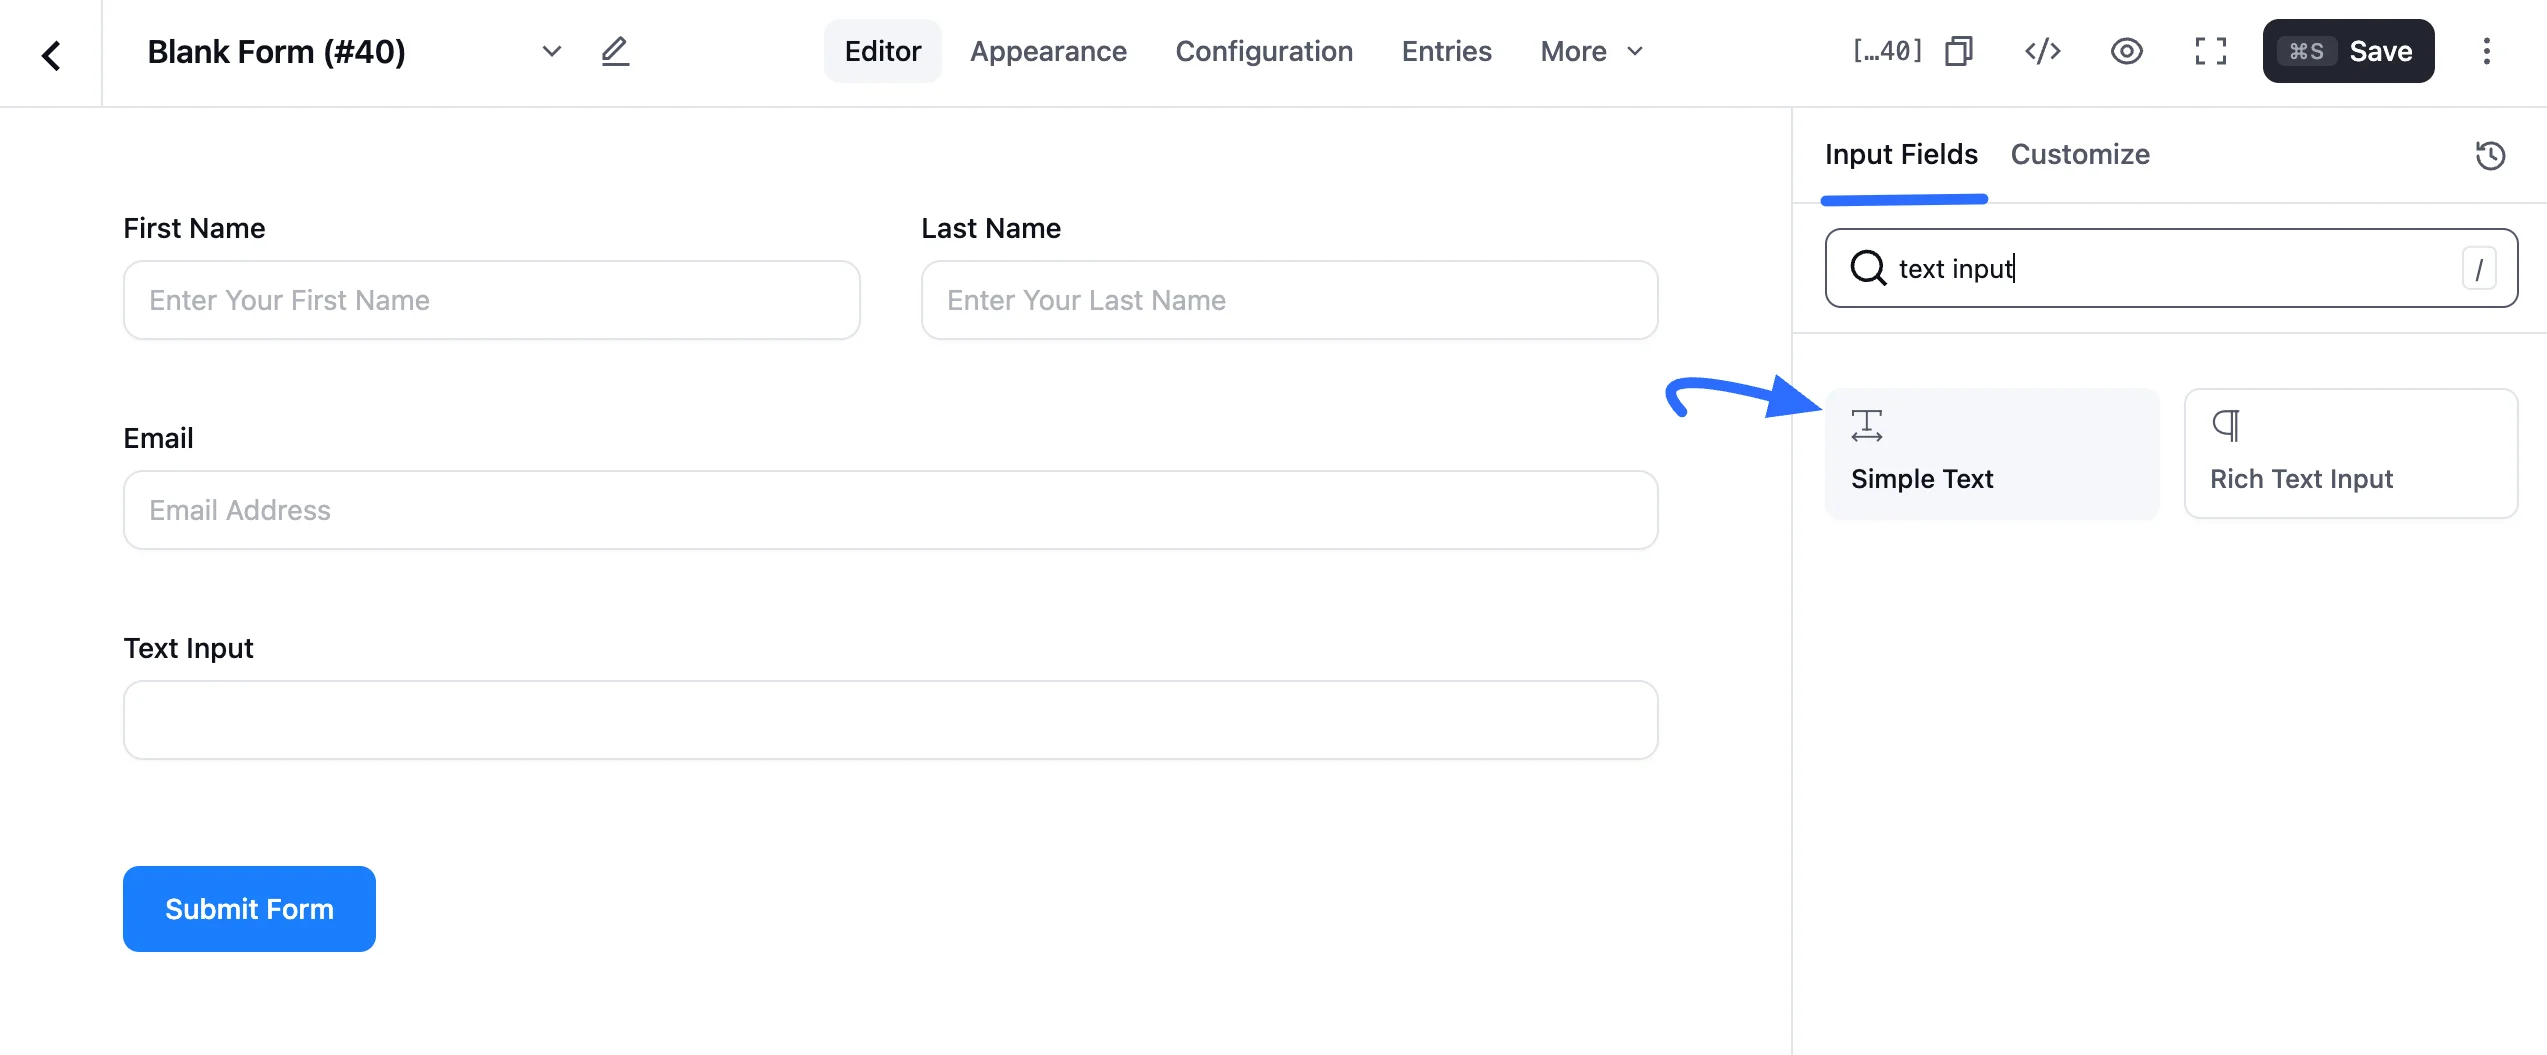 Blank Form (#40)
Editor Appearance Configuration Entries More
[…40] </> ⌘S Save
Input Fields Customize
text input /
First Name Last Name
Enter Your First Name Enter Your Last Name
Simple Text Rich Text Input
Email
Email Address
Text Input
Submit Form